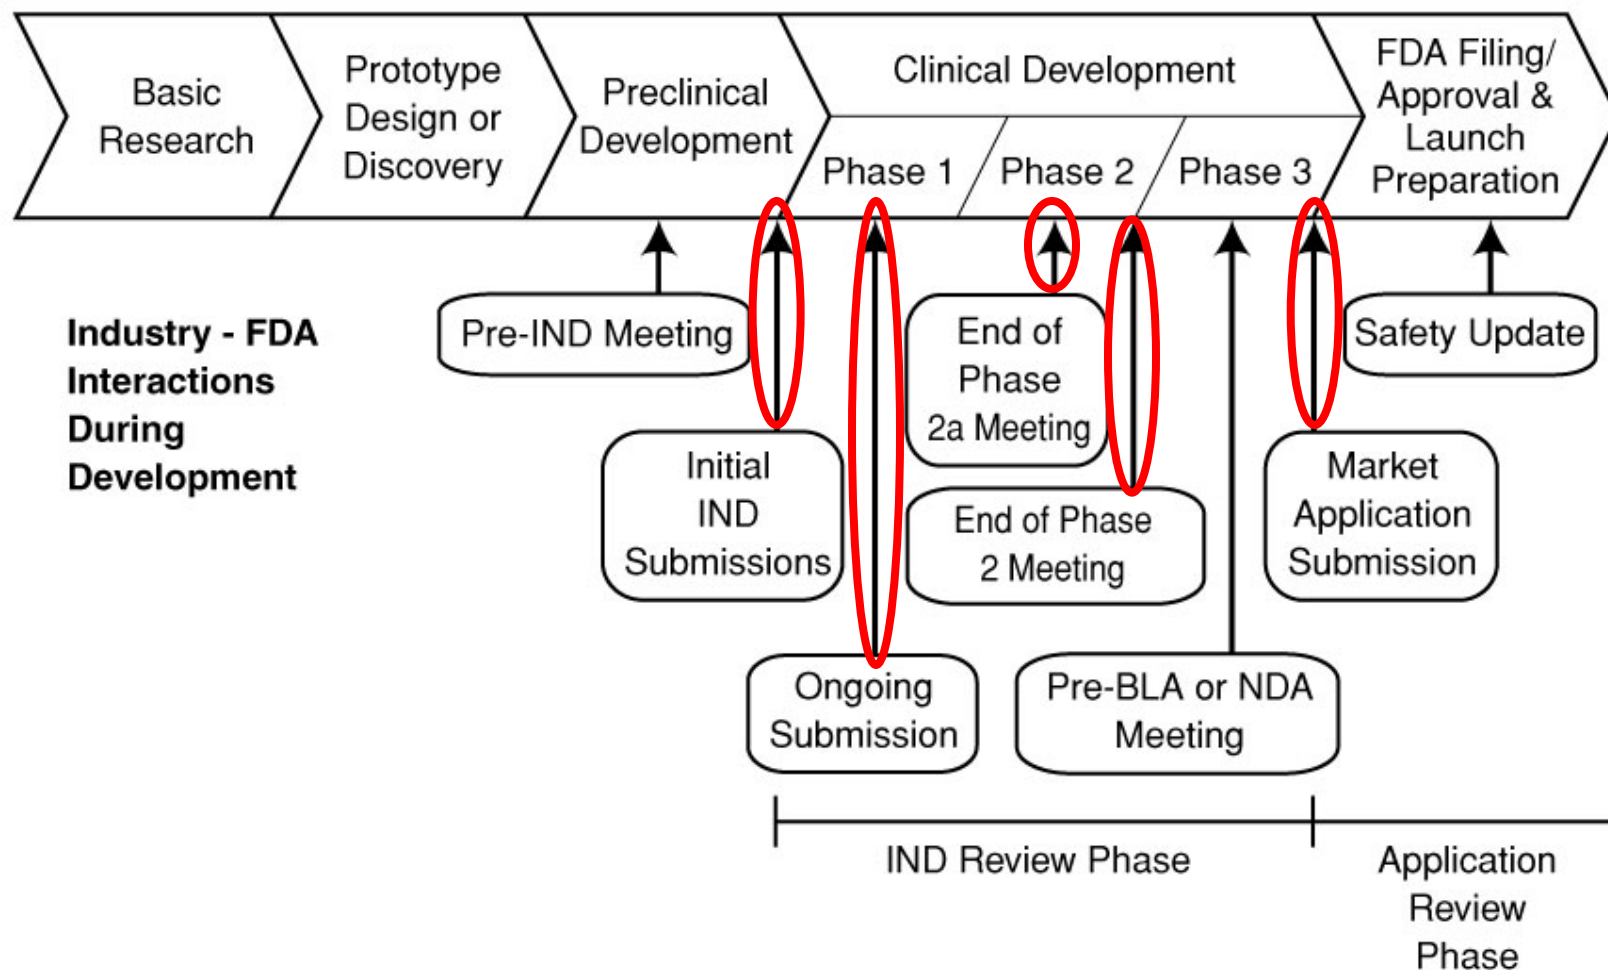 Basic
Research
Prototype
Design or
Discovery
Preclinical
Development
Clinical Development
Phase 1
Phase 2
Phase 3
FDA Filing/
Approval &
Launch
Preparation
Industry - FDA
Interactions
During
Development
Pre-IND Meeting
Initial
IND
Submissions
Ongoing
Submission
End of
Phase
2a Meeting
End of Phase
2 Meeting
Pre-BLA or NDA
Meeting
Market
Application
Submission
Safety Update
IND Review Phase
Application
Review
Phase